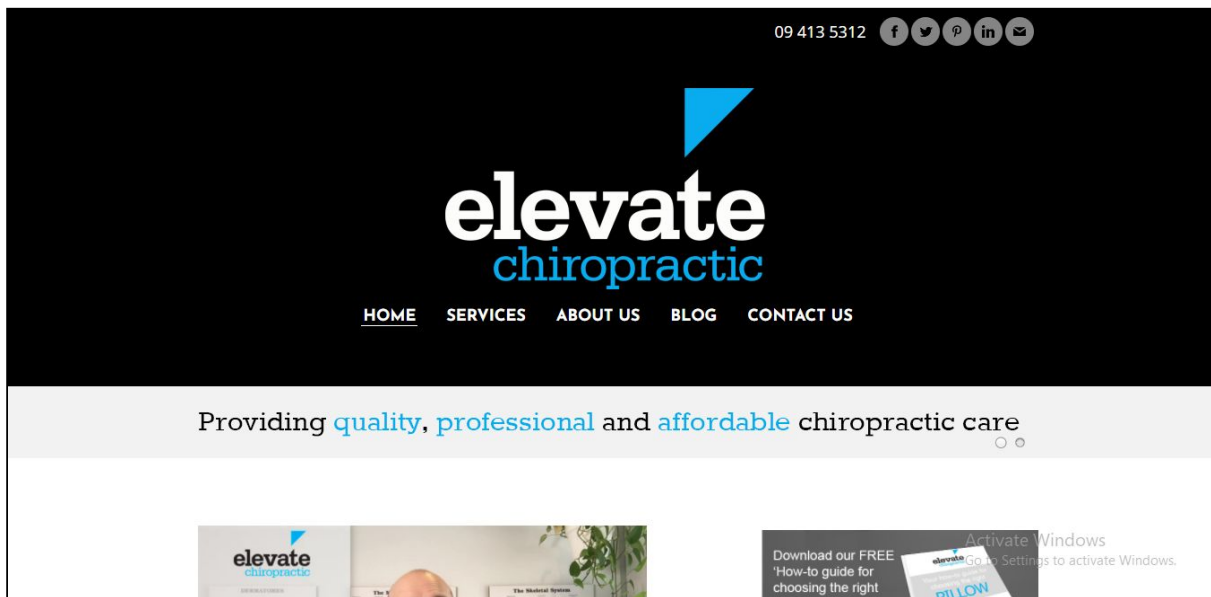 09 413 5312
elevate
chiropractic
HOME SERVICES ABOUT US BLOG CONTACT US
Providing quality, professional and affordable chiropractic care
elevate
chiropractic
DERMATOMES
The Skeletal System
Download our FREE
'How-to guide for
choosing the right
elevate
PILLOW
Activate Windows
Go to Settings to activate Windows.